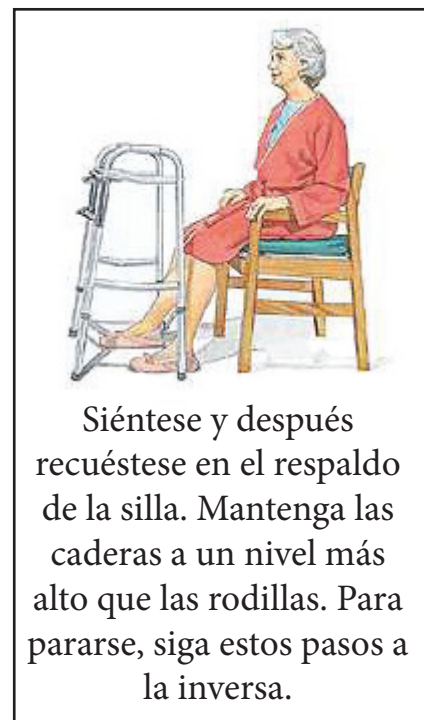 Siéntese y después
recuéstese en el respaldo
de la silla. Mantenga las
caderas a un nivel más
alto que las rodillas. Para
pararse, siga estos pasos a
la inversa.